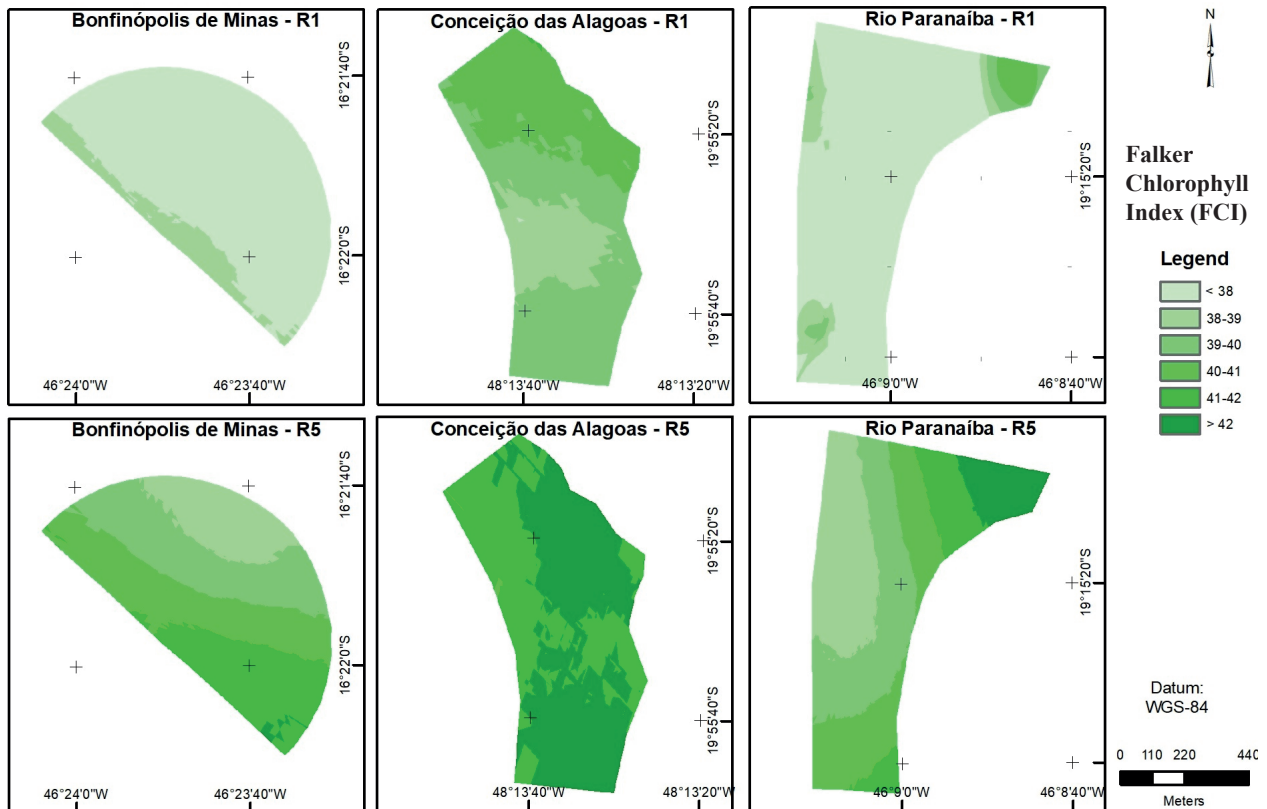 Bonfinópolis de Minas - R1
16°21'40"S
16°22'0"S
46°24'0"W
46°23'40"W
Conceição das Alagoas - R1
19°55'20"S
19°55'40"S
48°13'40"W
48°13'20"W
Rio Paranaíba - R1
19°15'20"S
46°9'0"W
46°8'40"W
N
Falker
Chlorophyll
Index (FCI)
Legend
< 38
38-39
39-40
40-41
41-42
> 42
Bonfinópolis de Minas - R5
16°21'40"S
16°22'0"S
46°24'0"W
46°23'40"W
Conceição das Alagoas - R5
19°55'20"S
19°55'40"S
48°13'40"W
48°13'20"W
Rio Paranaíba - R5
19°15'20"S
46°9'0"W
46°8'40"W
Datum:
WGS-84
0 110 220 440
Meters